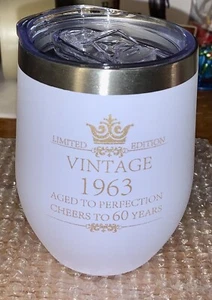 LIMITED EDITION
VINTAGE
1963
AGED TO PERFECTION
CHEERS TO 60 YEARS